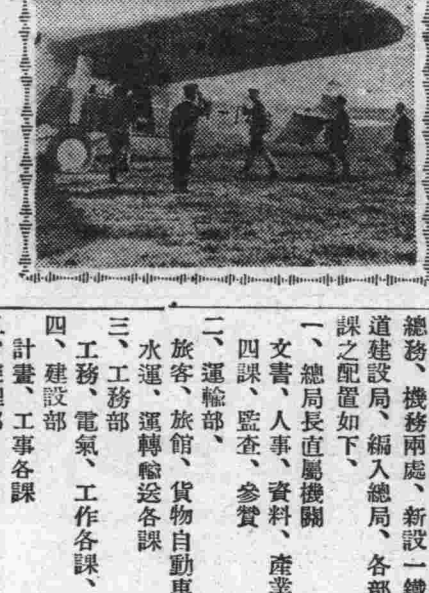 總務、機務兩處、新設一鐵
道建設局、編入總局、各部
課之配置如下、
一、總局長直屬機關
文書、人事、資料、產業
四課、監查、參贊
二、運輸部、
旅客、旅館、貨物自動車
水運、運轉輸送各課
三、工務部
工務、電氣、工作各課、
四、建設部
計畫、工事各課